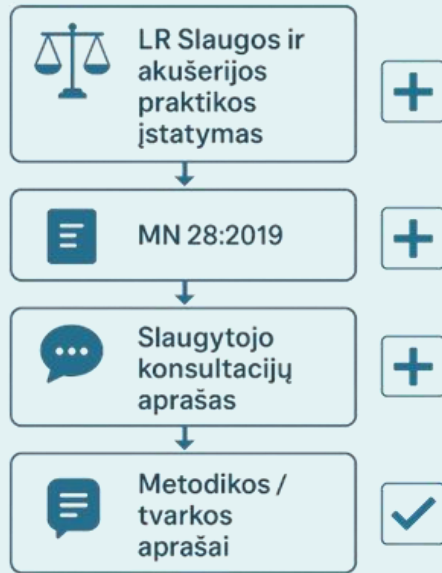 LR Slaugos ir
akušerijos
praktikos
įstatymas
MN 28:2019
Slaugytojo
konsultacijų
aprašas
Metodikos /
tvarkos
aprašai